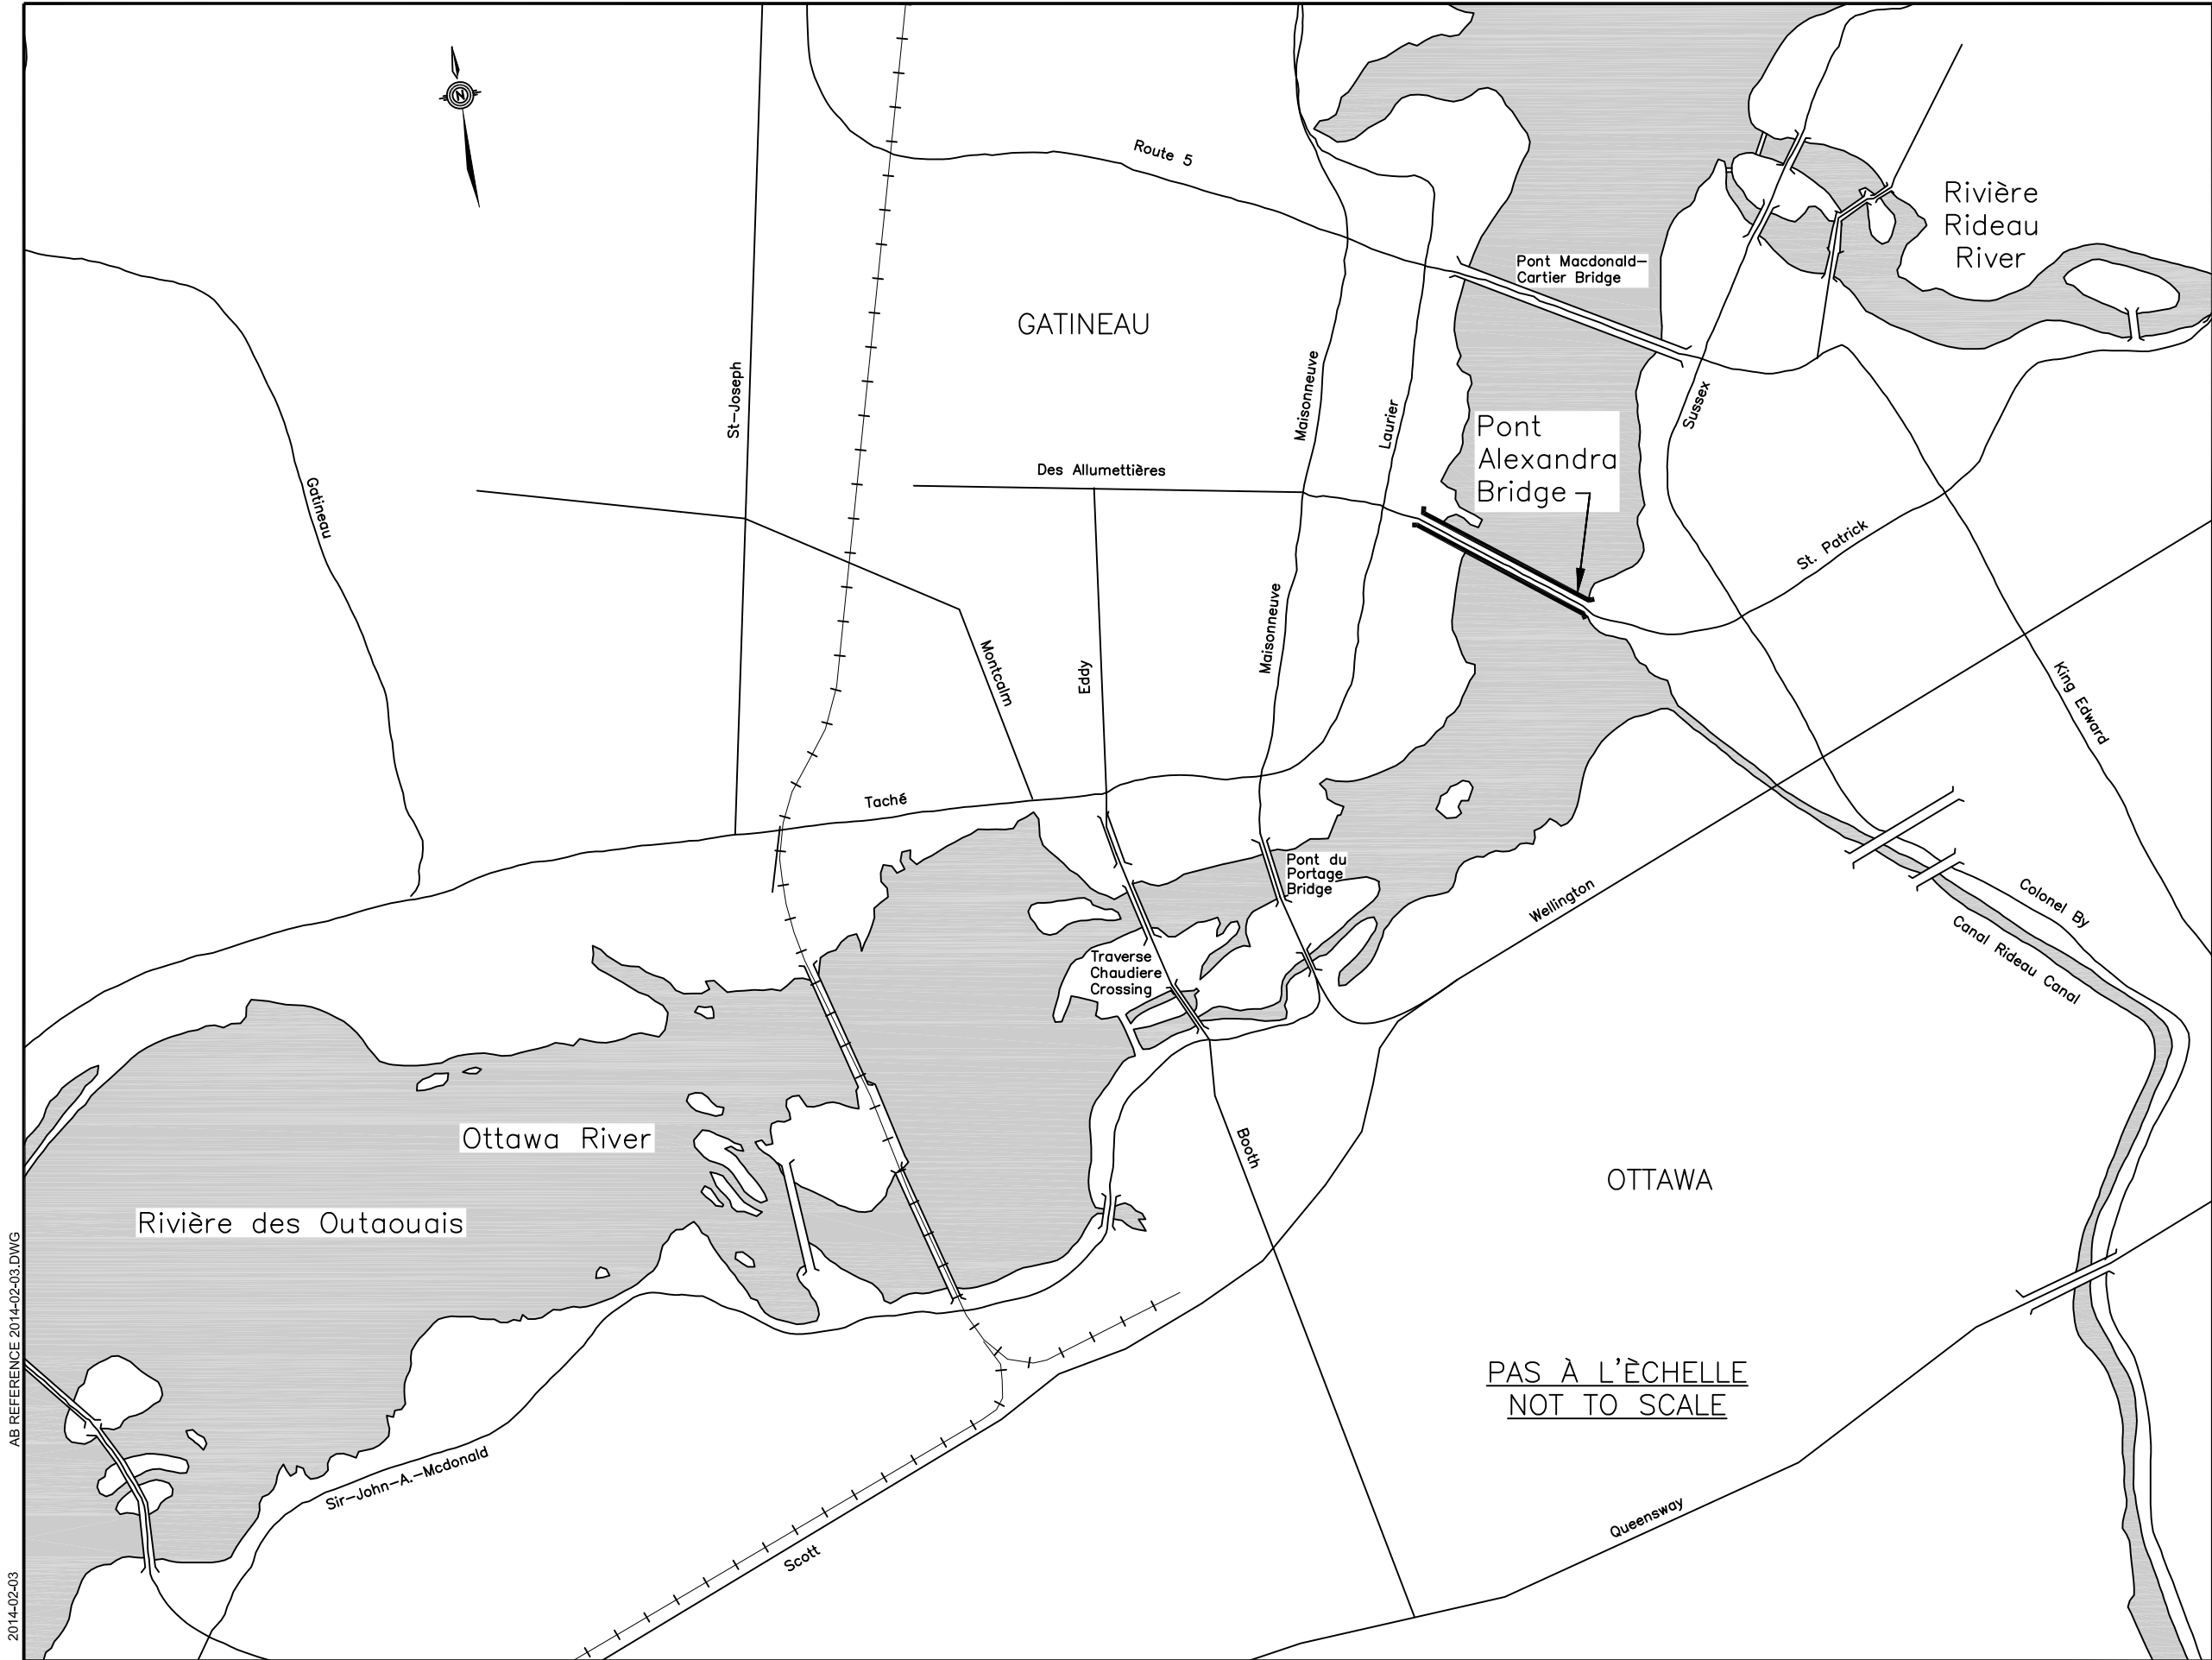 N
Route 5
Rivière
Rideau
River
Pont Macdonald-
Cartier Bridge
GATINEAU
St-Joseph
Maisonneuve
Laurier
Sussex
Pont
Alexandra
Bridge
Des Allumettières
Gatineau
St. Patrick
Montcalm
Eddy
Maisonneuve
King Edward
Taché
Pont du
Portage
Bridge
Wellington
Colonel By
Canal Rideau Canal
Traverse
Chaudiere
Crossing
Ottawa River
Booth
OTTAWA
Rivière des Outaouais
PAS À L'ÈCHELLE
NOT TO SCALE
Sir-John-A.-Mcdonald
Queensway
Scott
AB REFERENCE 2014-02-03.DWG
2014-02-03